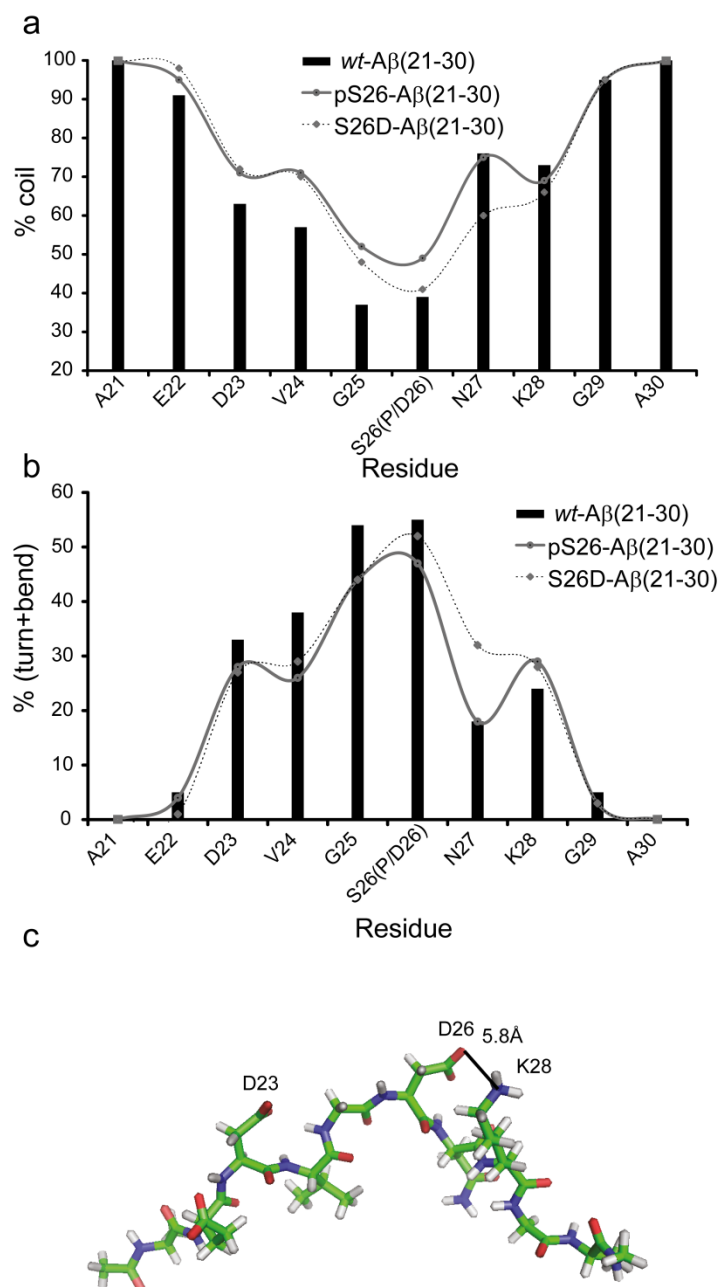 a
100
90
80
70
60
50
40
30
20
% coil
wt-Aβ(21-30)
pS26-Aβ(21-30)
S26D-Aβ(21-30)
A21
E22
D23
V24
G25
S26(P/D26)
N27
K28
G29
A30
Residue
b
60
50
40
30
20
10
0
% (turn+bend)
wt-Aβ(21-30)
pS26-Aβ(21-30)
S26D-Aβ(21-30)
A21
E22
D23
V24
G25
S26(P/D26)
N27
K28
G29
A30
Residue
c
D26 5.8Å
K28
D23